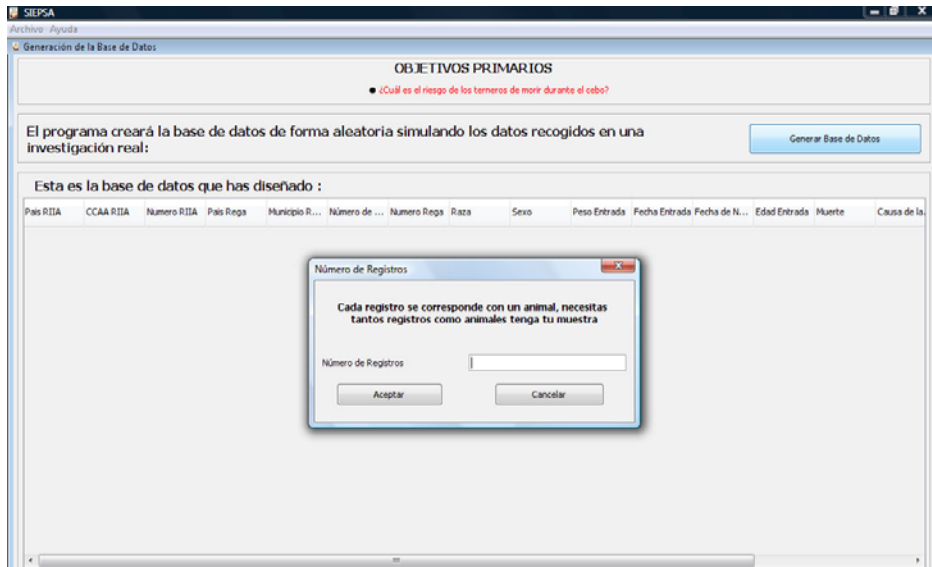 SIEPSA
Archivo Ayuda
Generación de la Base de Datos
OBJETIVOS PRIMARIOS
¿Cuál es el riesgo de los terneros de morir durante el cebo?
El programa creará la base de datos de forma aleatoria simulando los datos recogidos en una
investigación real:
Generar Base de Datos
Esta es la base de datos que has diseñado :
Pais RIIA CCAA RIIA Numero RIIA Pais Rega Municipio R... Número de ... Numero Rega Raza Sexo Peso Entrada Fecha Entrada Fecha de N... Edad Entrada Muerte Causa de la
Número de Registros
Cada registro se corresponde con un animal, necesitas
tantos registros como animales tenga tu muestra
Número de Registros
Aceptar Cancelar